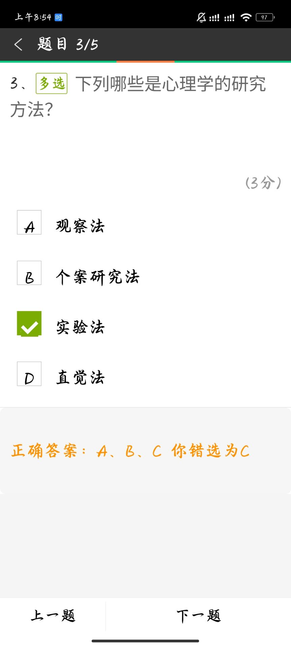 上午8:54
97
题目 3/5
3、多选 下列哪些是心理学的研究
方法?
(3分)
A 观察法
B 个案研究法
实验法
D 直觉法
正确答案：A、B、C 你错选为C
上一题 下一题